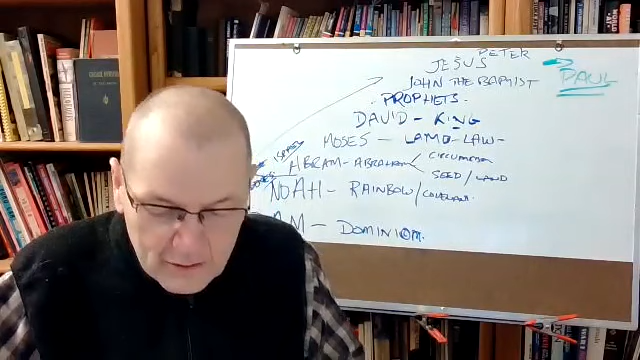 PETER
JESUS
PAUL
JOHN THE BAPTIST
PROPHETS
DAVID - KING
MOSES - LAMB - LAW -
ABRAM - ABRAHAM <
SEED / LAND
NOAH - RAINBOW /
AM - DOMINION.